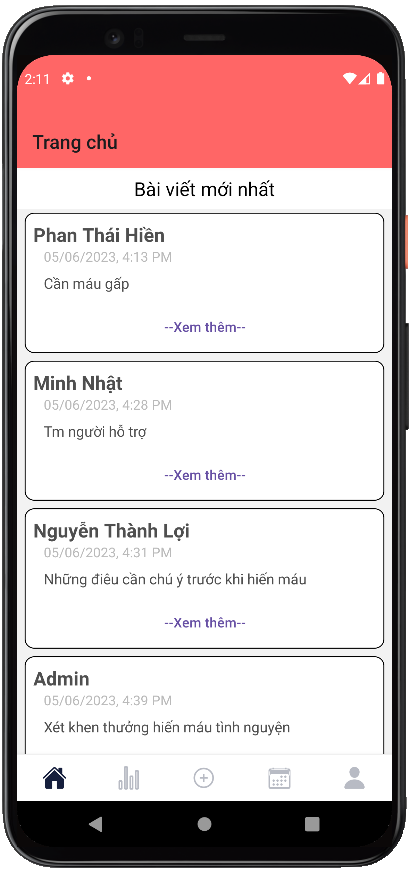 2:11
Trang chủ
Bài viết mới nhất
Phan Thái Hiền
05/06/2023, 4:13 PM
Cần máu gấp
--Xem thêm--
Minh Nhật
05/06/2023, 4:28 PM
Tm người hỗ trợ
--Xem thêm--
Nguyễn Thành Lợi
05/06/2023, 4:31 PM
Những điêu cần chú ý trước khi hiến máu
--Xem thêm--
Admin
05/06/2023, 4:39 PM
Xét khen thưởng hiến máu tình nguyện